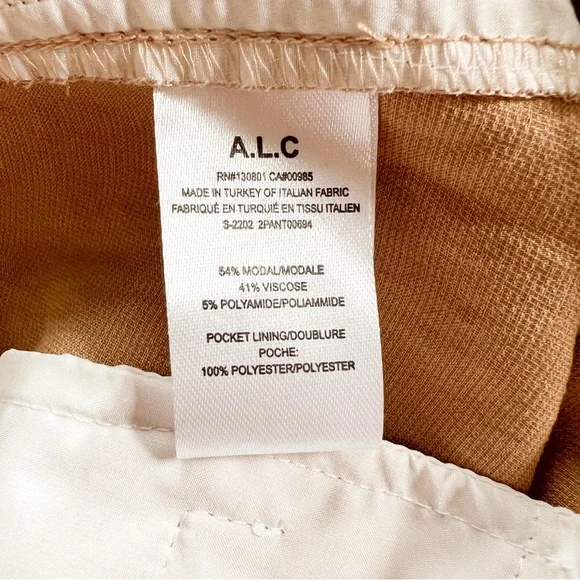 A.L.C
RN#130801 CA#00985
MADE IN TURKEY OF ITALIAN FABRIC
FABRIQUÉ EN TURQUIE EN TISSU ITALIEN
S-2202 2PANT00694
54% MODAL/MODALE
41% VISCOSE
5% POLYAMIDE/POLIAMMIDE
POCKET LINING/DOUBLURE
POCHE:
100% POLYESTER/POLYESTER